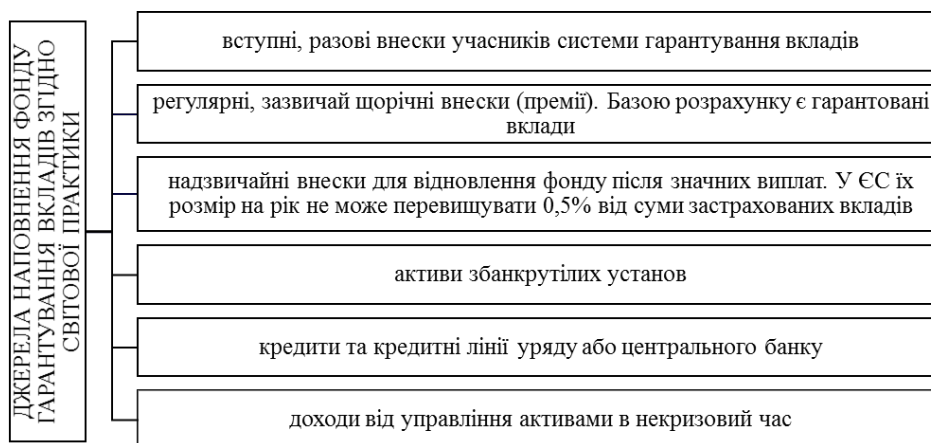 ДЖЕРЕЛА НАПОВНЕННЯ ФОНДУ
ГАРАНТУВАННЯ ВКЛАДІВ ЗГІДНО
СВІТОВОЇ ПРАКТИКИ
вступні, разові внески учасників системи гарантування вкладів
регулярні, зазвичай щорічні внески (премії). Базою розрахунку є гарантовані
вклади
надзвичайні внески для відновлення фонду після значних виплат. У ЄС їх
розмір на рік не може перевищувати 0,5% від суми застрахованих вкладів
активи збанкрутілих установ
кредити та кредитні лінії уряду або центрального банку
доходи від управління активами в некризовий час